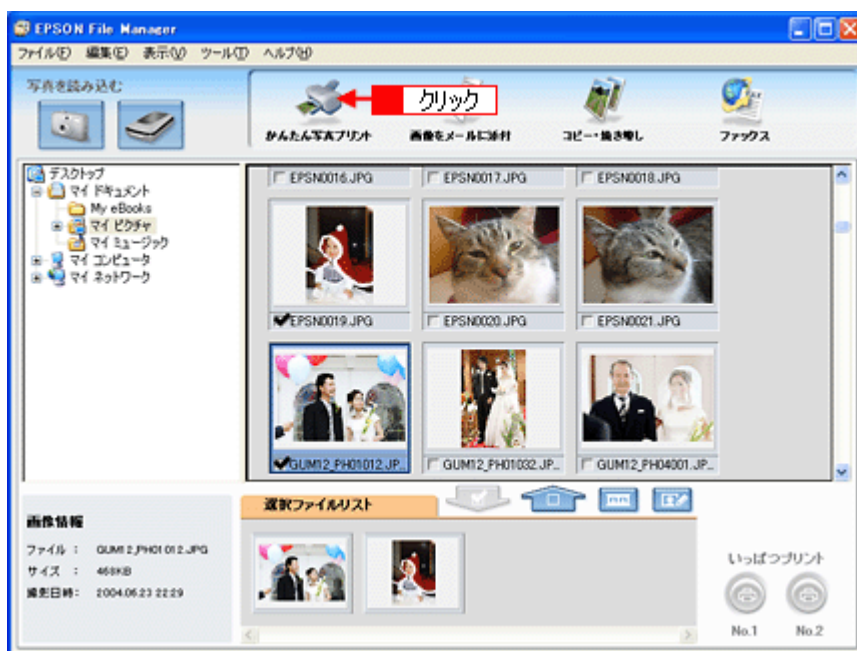 EPSON File Manager
ファイル(F) 編集(E) 表示(V) ツール(T) ヘルプ(H)
写真を読み込む
クリック
かんたん写真プリント 画像をメールに添付 コピー・焼き増し ファックス
デスクトップ
マイ ドキュメント
My eBooks
マイ ピクチャ
マイ ミュージック
マイ コンピュータ
マイ ネットワーク
EPSN0016.JPG EPSN0017.JPG EPSN0018.JPG
EPSN0019.JPG EPSN0020.JPG EPSN0021.JPG
GUM12_PH01012.JP... GUM12_PH01032.JP... GUM12_PH04001.JP...
選択ファイルリスト
画像情報
ファイル : GUM12_PH01012.JPG
サイズ : 468KB
撮影日時: 2004.06.23 22:29
いっぱつプリント
No.1 No.2